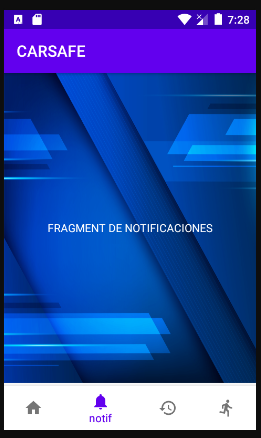 7:28
CARSAFE
FRAGMENT DE NOTIFICACIONES
notif